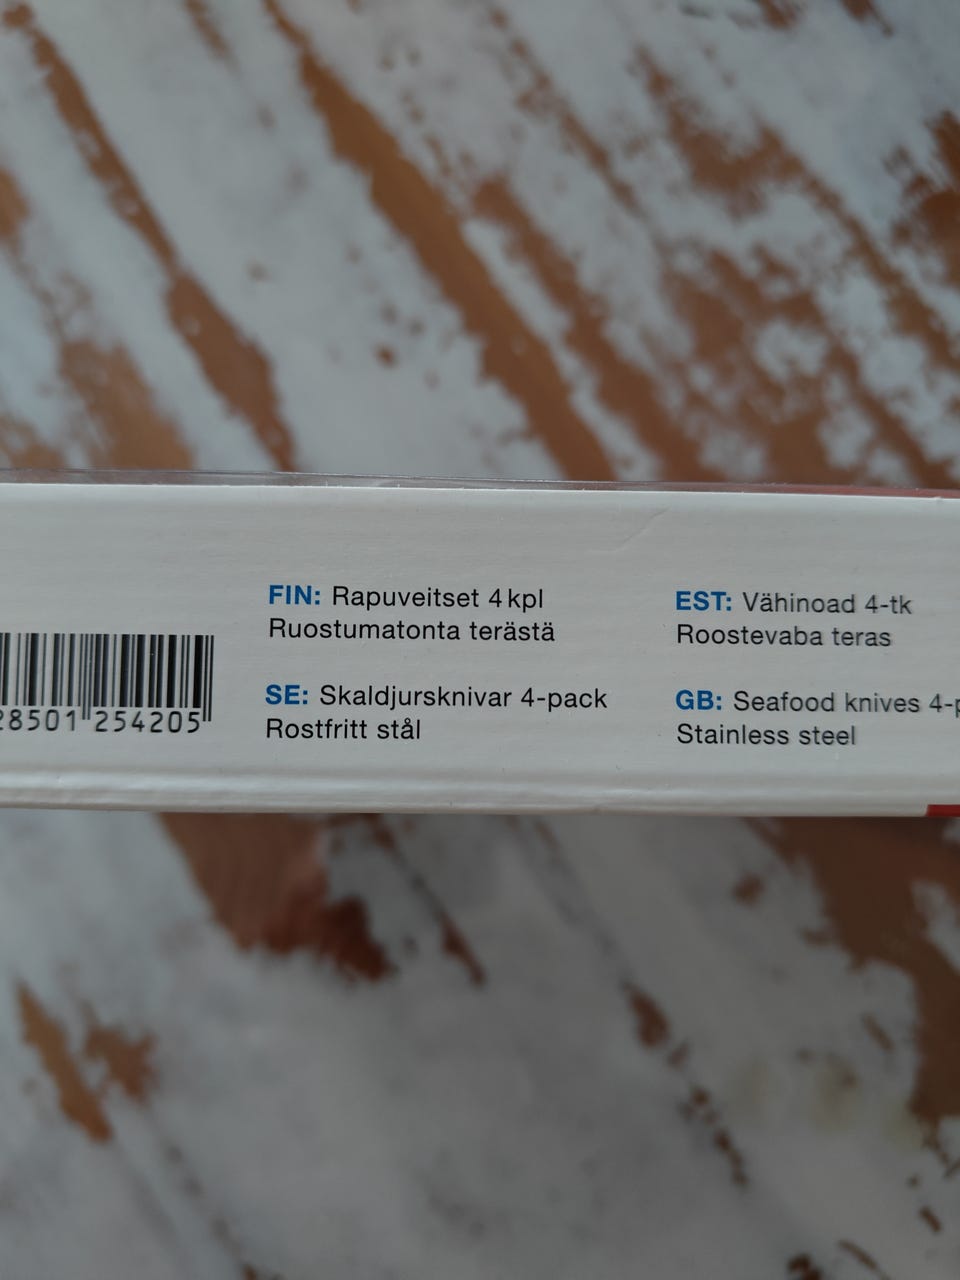 FIN: Rapuveitset 4 kpl
Ruostumatonta terästä
SE: Skaldjursknivar 4-pack
Rostfritt stål
EST: Vähinoad 4-tk
Roostevaba teras
GB: Seafood knives 4-p
Stainless steel
28501 254205